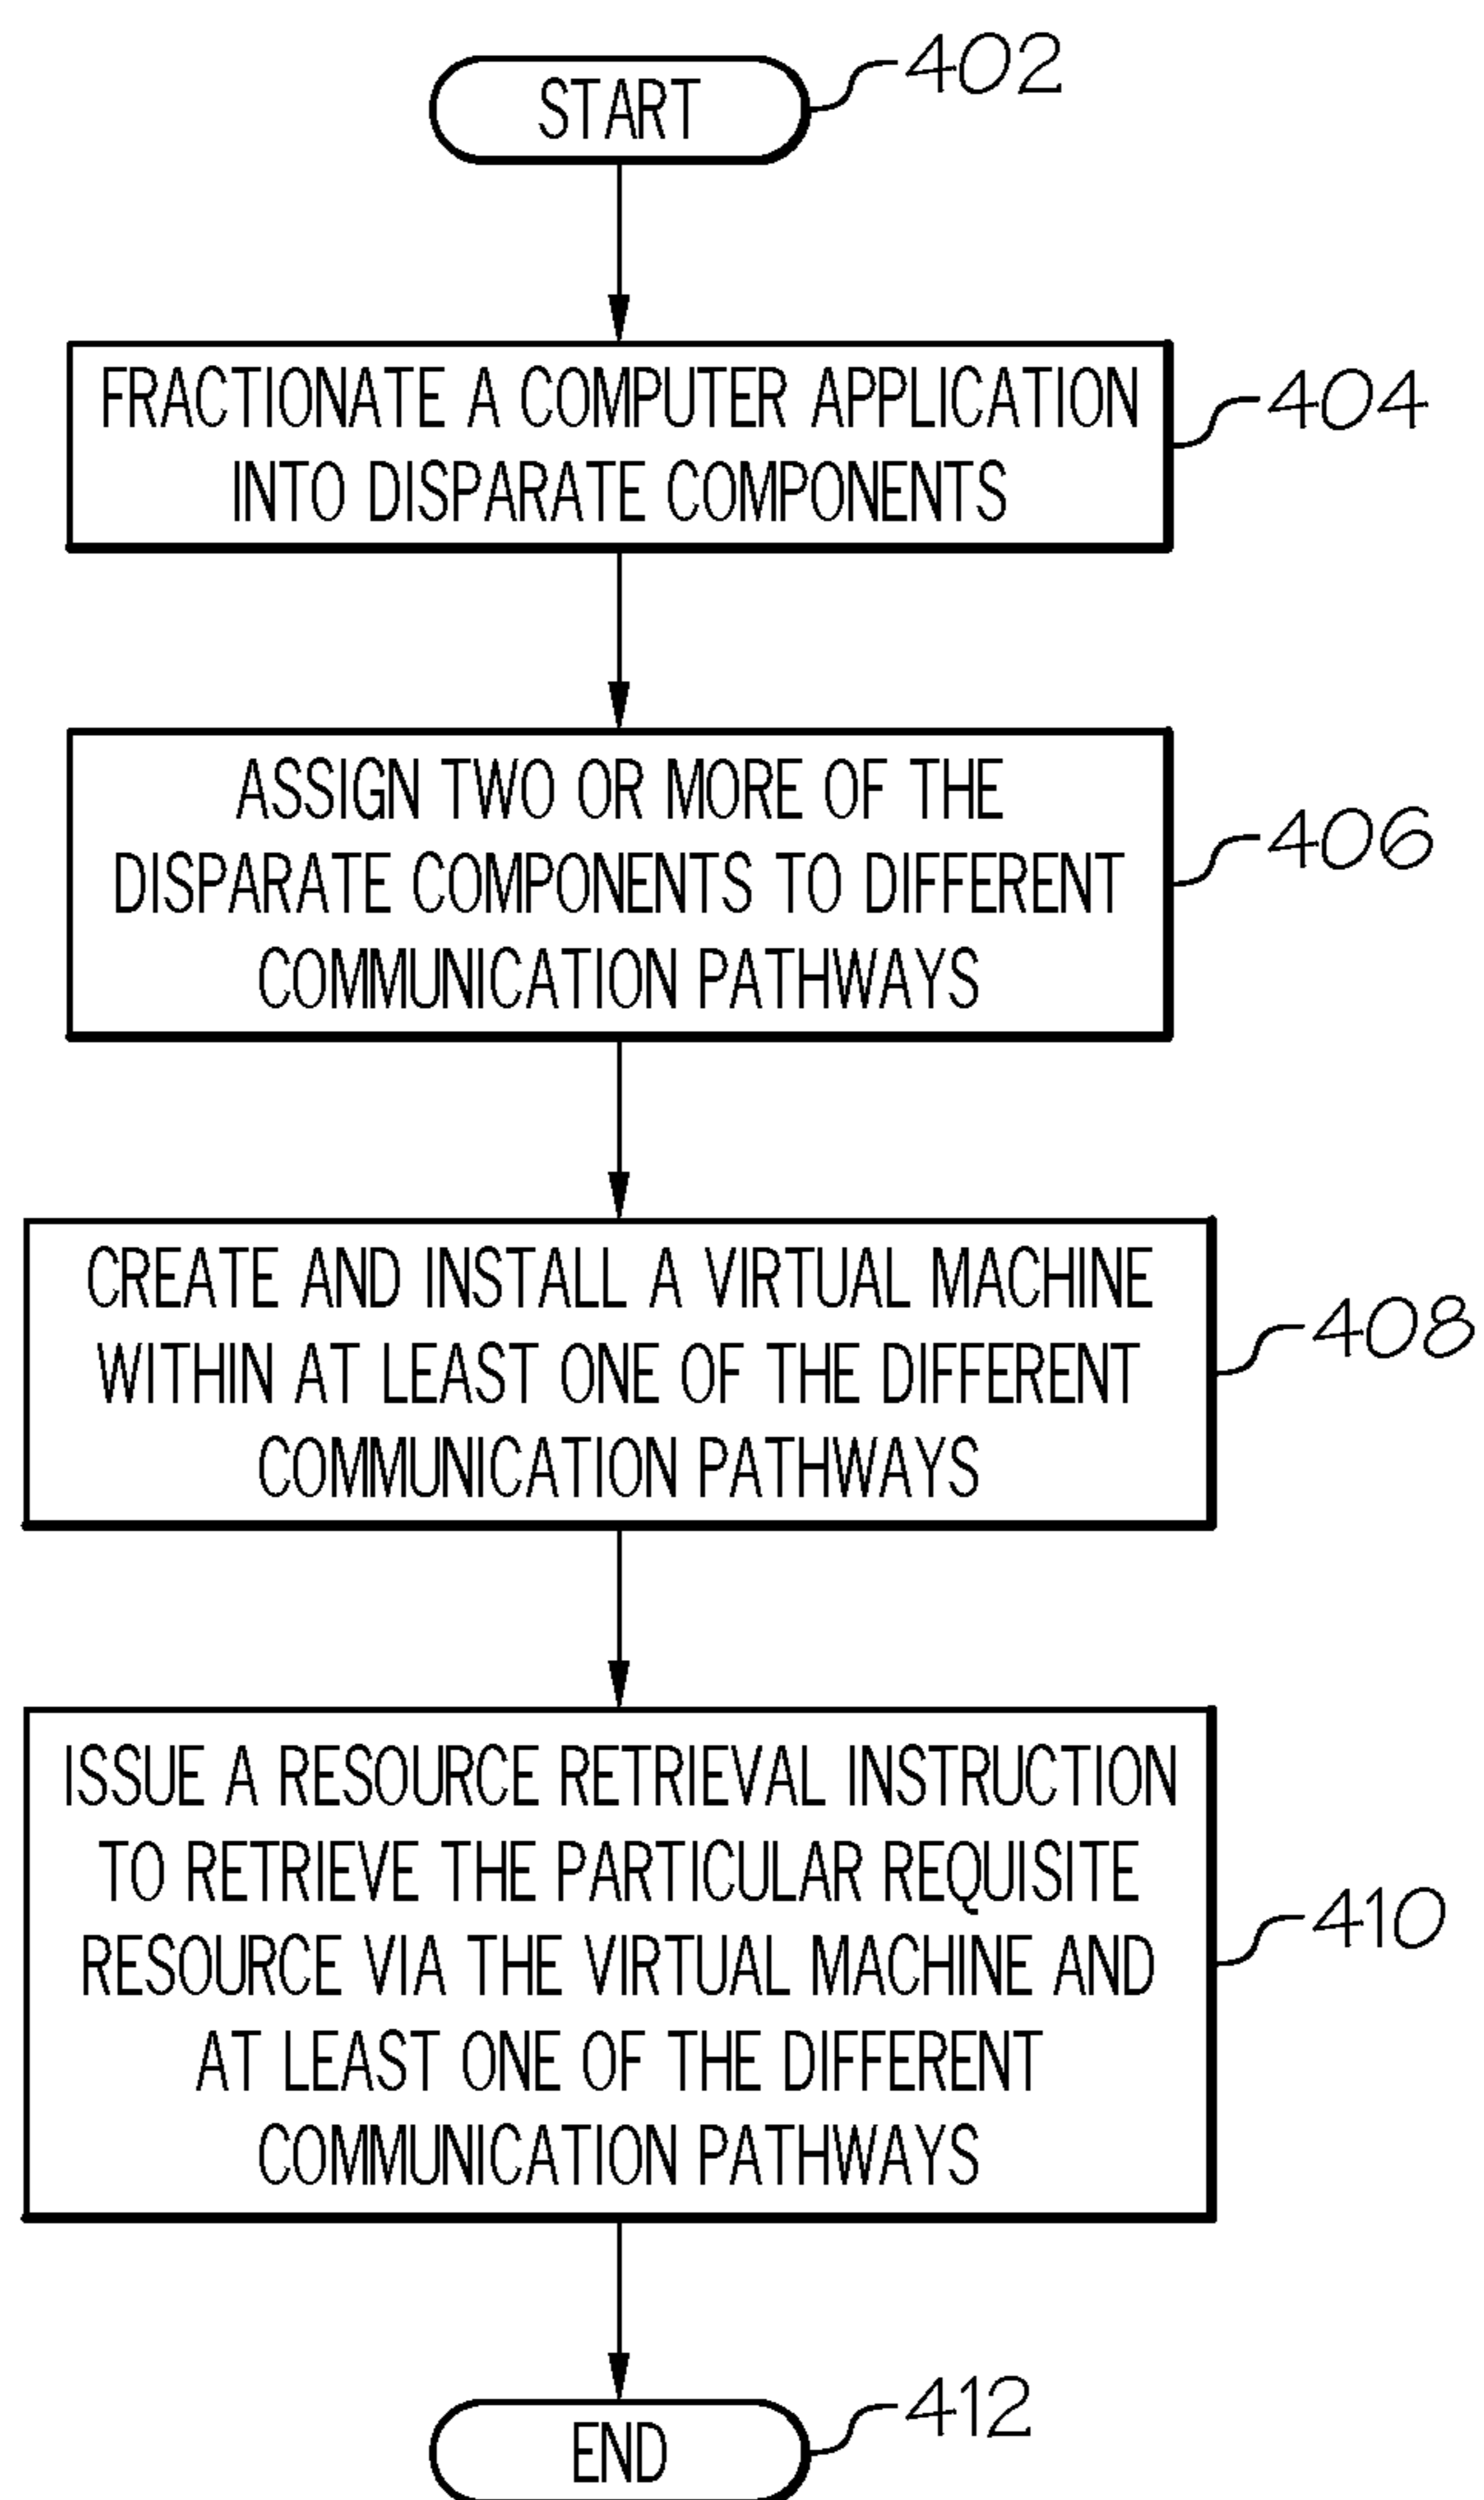 START
402
FRACTIONATE A COMPUTER APPLICATION
INTO DISPARATE COMPONENTS
404
ASSIGN TWO OR MORE OF THE
DISPARATE COMPONENTS TO DIFFERENT
COMMUNICATION PATHWAYS
406
CREATE AND INSTALL A VIRTUAL MACHINE
WITHIN AT LEAST ONE OF THE DIFFERENT
COMMUNICATION PATHWAYS
408
ISSUE A RESOURCE RETRIEVAL INSTRUCTION
TO RETRIEVE THE PARTICULAR REQUISITE
RESOURCE VIA THE VIRTUAL MACHINE AND
AT LEAST ONE OF THE DIFFERENT
COMMUNICATION PATHWAYS
410
END
412